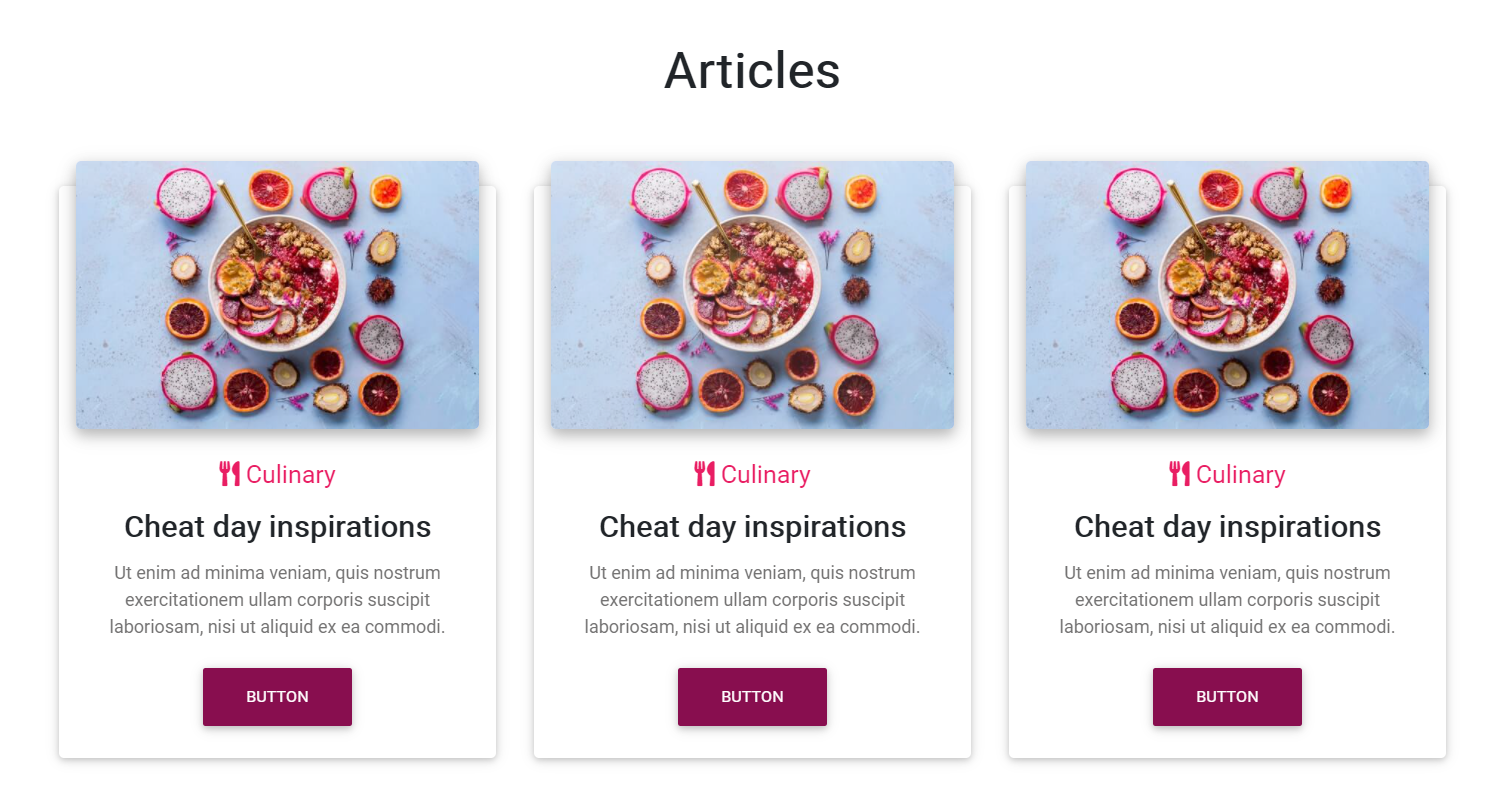 Articles
Culinary
Cheat day inspirations
Ut enim ad minima veniam, quis nostrum
exercitationem ullam corporis suscipit
laboriosam, nisi ut aliquid ex ea commodi.
BUTTON
Culinary
Cheat day inspirations
Ut enim ad minima veniam, quis nostrum
exercitationem ullam corporis suscipit
laboriosam, nisi ut aliquid ex ea commodi.
BUTTON
Culinary
Cheat day inspirations
Ut enim ad minima veniam, quis nostrum
exercitationem ullam corporis suscipit
laboriosam, nisi ut aliquid ex ea commodi.
BUTTON